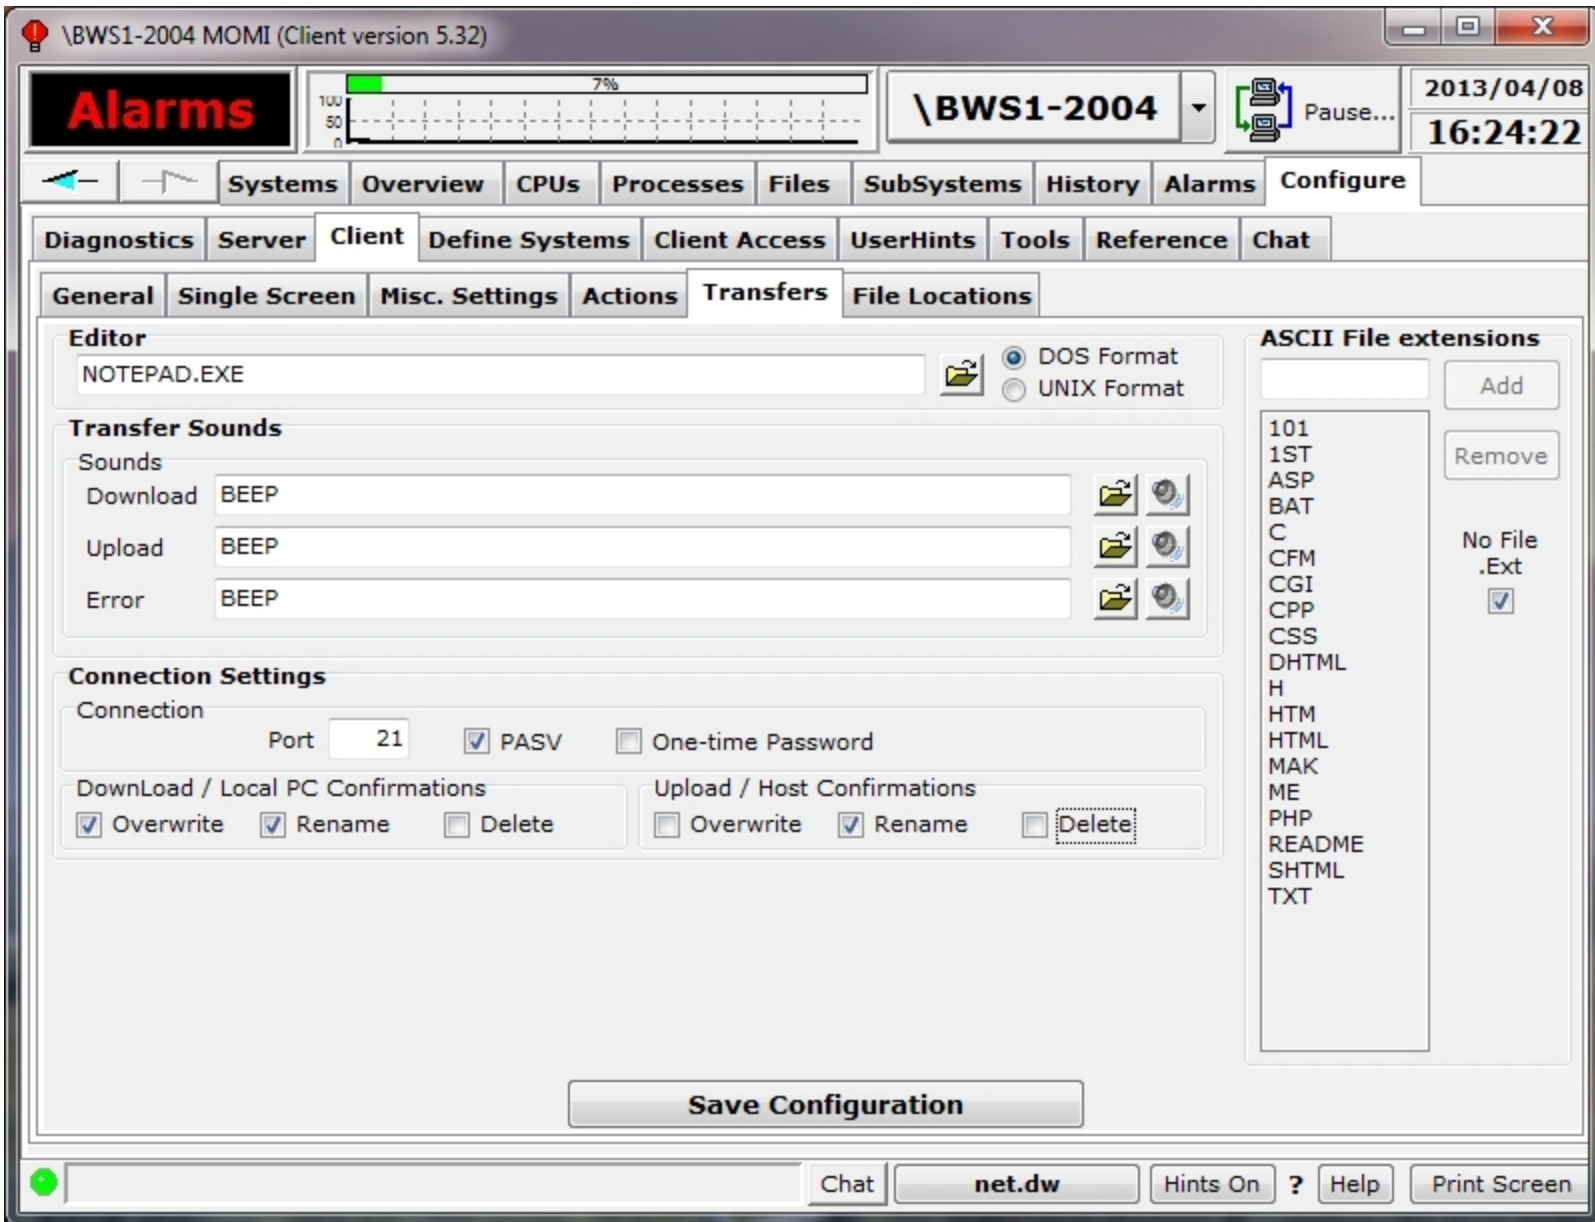 \BWS1-2004 MOMI (Client version 5.32)
Alarms
7%
100
50
0
\BWS1-2004
Pause...
2013/04/08
16:24:22
Systems Overview CPUs Processes Files SubSystems History Alarms Configure
Diagnostics Server Client Define Systems Client Access UserHints Tools Reference Chat
General Single Screen Misc. Settings Actions Transfers File Locations
Editor
NOTEPAD.EXE
DOS Format
UNIX Format
Transfer Sounds
Sounds
Download BEEP
Upload BEEP
Error BEEP
Connection Settings
Connection
Port 21 PASV One-time Password
DownLoad / Local PC Confirmations
Overwrite Rename Delete
Upload / Host Confirmations
Overwrite Rename Delete
ASCII File extensions
Add
Remove
101
1ST
ASP
BAT
C
CFM
CGI
CPP
CSS
DHTML
H
HTM
HTML
MAK
ME
PHP
README
SHTML
TXT
No File
.Ext
Save Configuration
Chat net.dw Hints On ? Help Print Screen